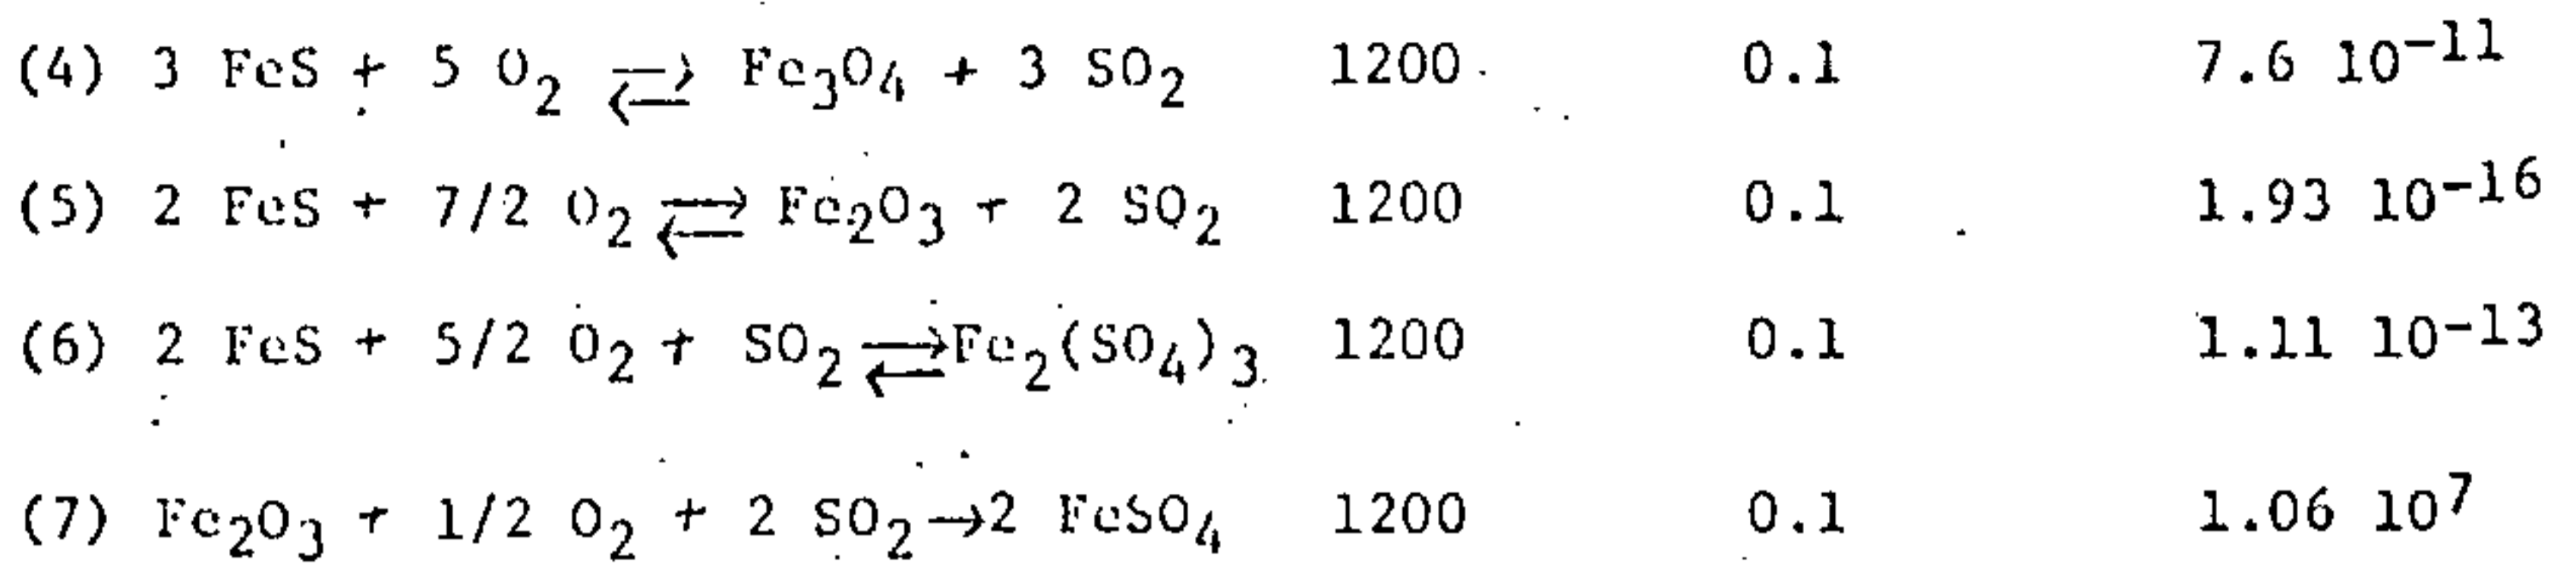 (4) 3 FeS + 5 O₂ ⇄ Fe₃O₄ + 3 SO₂ 1200 0.1 7.6 10⁻¹¹
(5) 2 FeS + 7/2 O₂ ⇄ Fe₂O₃ + 2 SO₂ 1200 0.1 1.93 10⁻¹⁶
(6) 2 FeS + 5/2 O₂ + SO₂ ⇄ Fe₂(SO₄)₃ 1200 0.1 1.11 10⁻¹³
(7) Fe₂O₃ + 1/2 O₂ + 2 SO₂ → 2 FeSO₄ 1200 0.1 1.06 10⁷